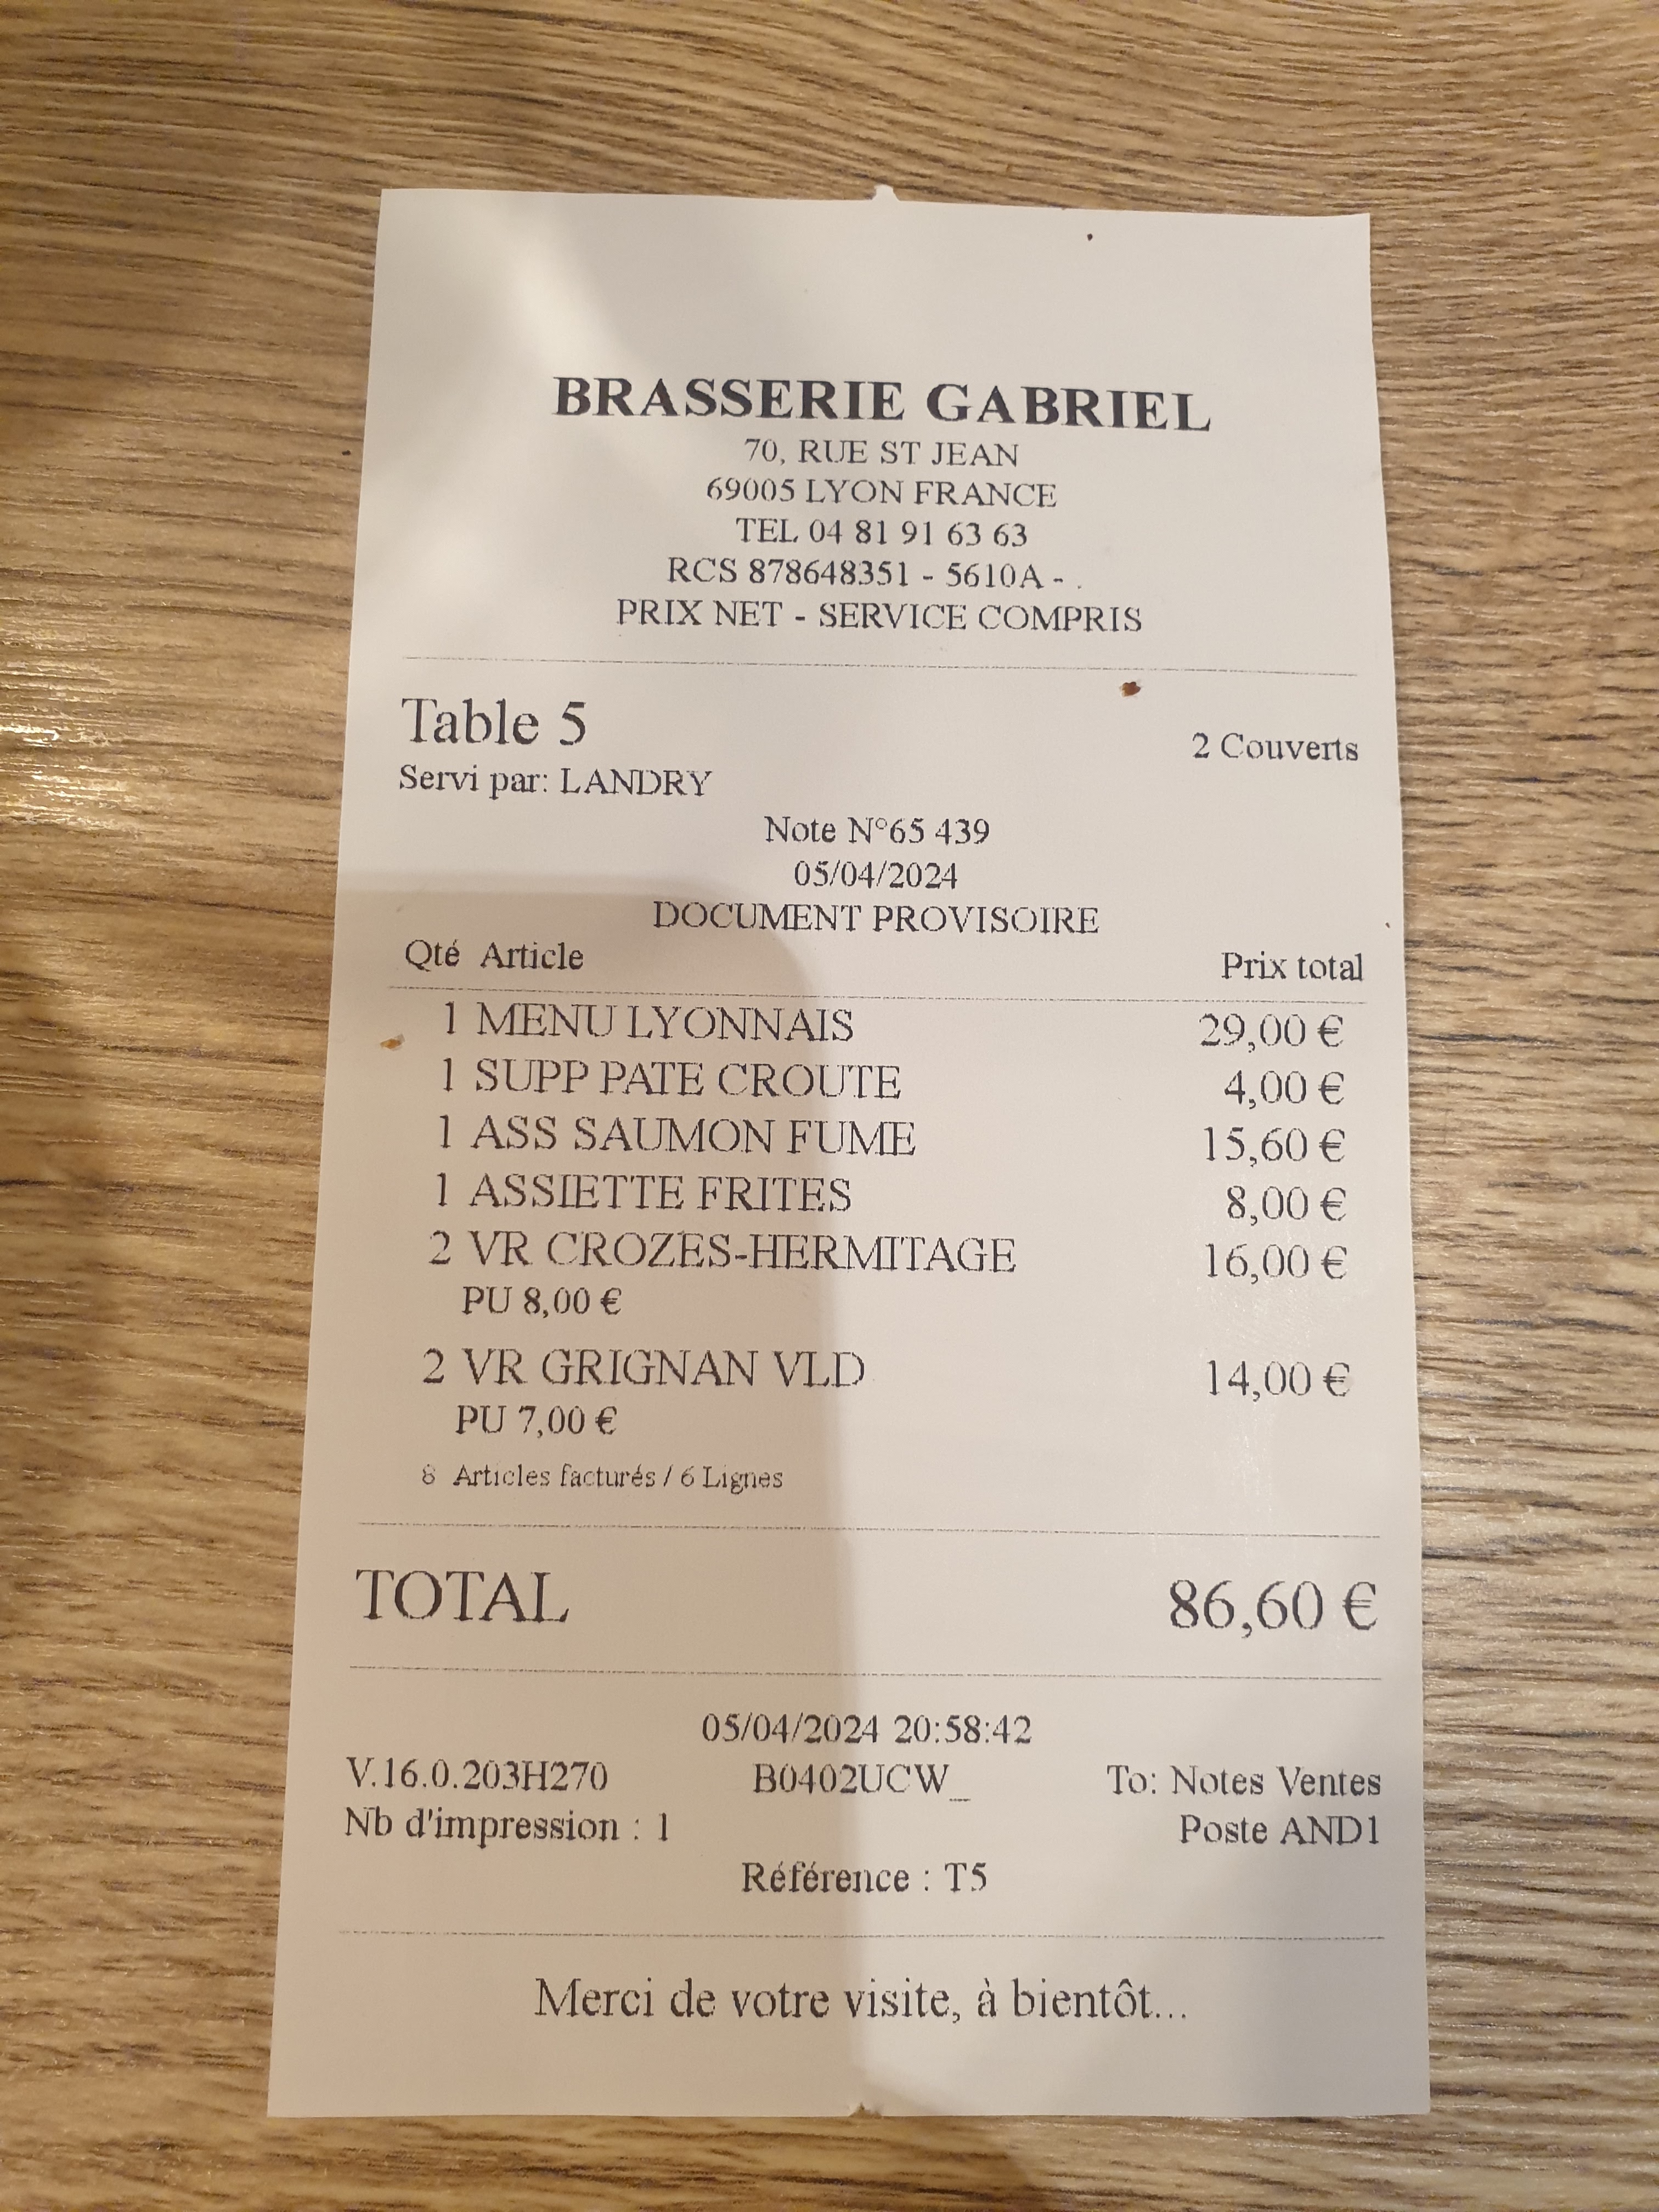 BRASSERIE GABRIEL
70, RUE ST JEAN
69005 LYON FRANCE
TEL 04 81 91 63 63
RCS 878648351 - 5610A - .
PRIX NET - SERVICE COMPRIS
Table 5
2 Couverts
Servi par: LANDRY
Note N°65 439
05/04/2024
DOCUMENT PROVISOIRE
Qté Article Prix total
1 MENU LYONNAIS 29,00 €
1 SUPP PATE CROUTE 4,00 €
1 ASS SAUMON FUME 15,60 €
1 ASSIETTE FRITES 8,00 €
2 VR CROZES-HERMITAGE 16,00 €
PU 8,00 €
2 VR GRIGNAN VLD 14,00 €
PU 7,00 €
8 Articles facturés / 6 Lignes
TOTAL 86,60 €
05/04/2024 20:58:42
V.16.0.203H270 B0402UCW_ To: Notes Ventes
Nb d'impression : 1 Poste AND1
Référence : T5
Merci de votre visite, à bientôt...